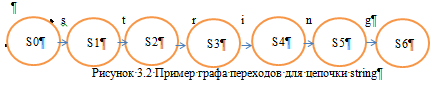 ¶
s t r i n g¶
S0¶ S1¶ S2¶ S3¶ S4¶ S5¶ S6¶
Рисунок·3.2·Пример·графа·переходов·для·цепочки·string¶